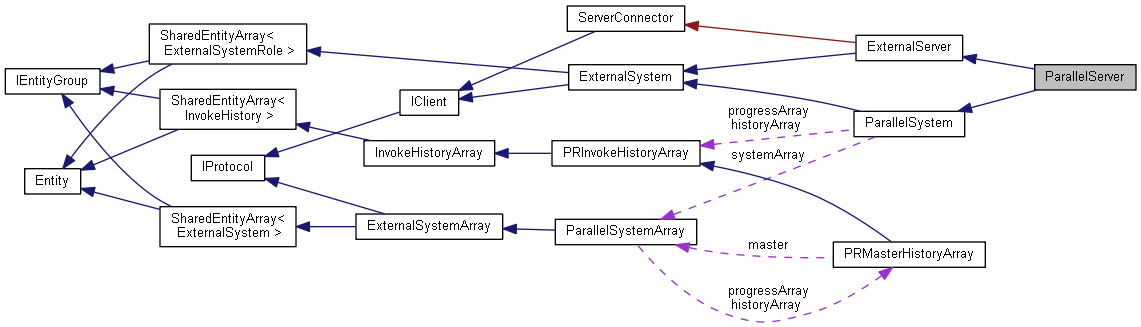 ServerConnector
SharedEntityArray<
ExternalSystemRole >
ExternalServer
IEntityGroup
ExternalSystem
ParallelServer
SharedEntityArray<
InvokeHistory >
IClient
progressArray
historyArray
ParallelSystem
InvokeHistoryArray
PRInvokeHistoryArray
systemArray
IProtocol
Entity
SharedEntityArray<
ExternalSystem >
ExternalSystemArray
ParallelSystemArray
master
PRMasterHistoryArray
progressArray
historyArray